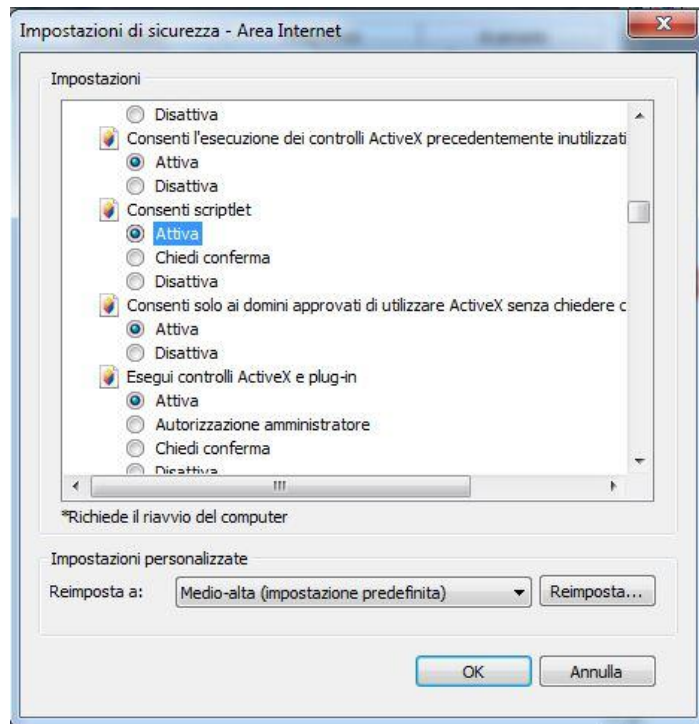 Impostazioni di sicurezza - Area Internet
Impostazioni
Disattiva
Consenti l'esecuzione dei controlli ActiveX precedentemente inutilizzati
Attiva
Disattiva
Consenti scriptlet
Attiva
Chiedi conferma
Disattiva
Consenti solo ai domini approvati di utilizzare ActiveX senza chiedere c
Attiva
Disattiva
Esegui controlli ActiveX e plug-in
Attiva
Autorizzazione amministratore
Chiedi conferma
Disattiva
*Richiede il riavvio del computer
Impostazioni personalizzate
Reimposta a:
Medio-alta (impostazione predefinita)
Reimposta...
OK
Annulla